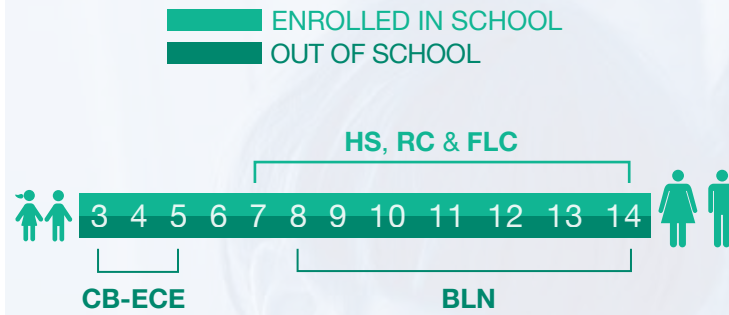 ENROLLED IN SCHOOL
OUT OF SCHOOL
HS, RC & FLC
3 4 5 6 7 8 9 10 11 12 13 14
CB-ECE BLN